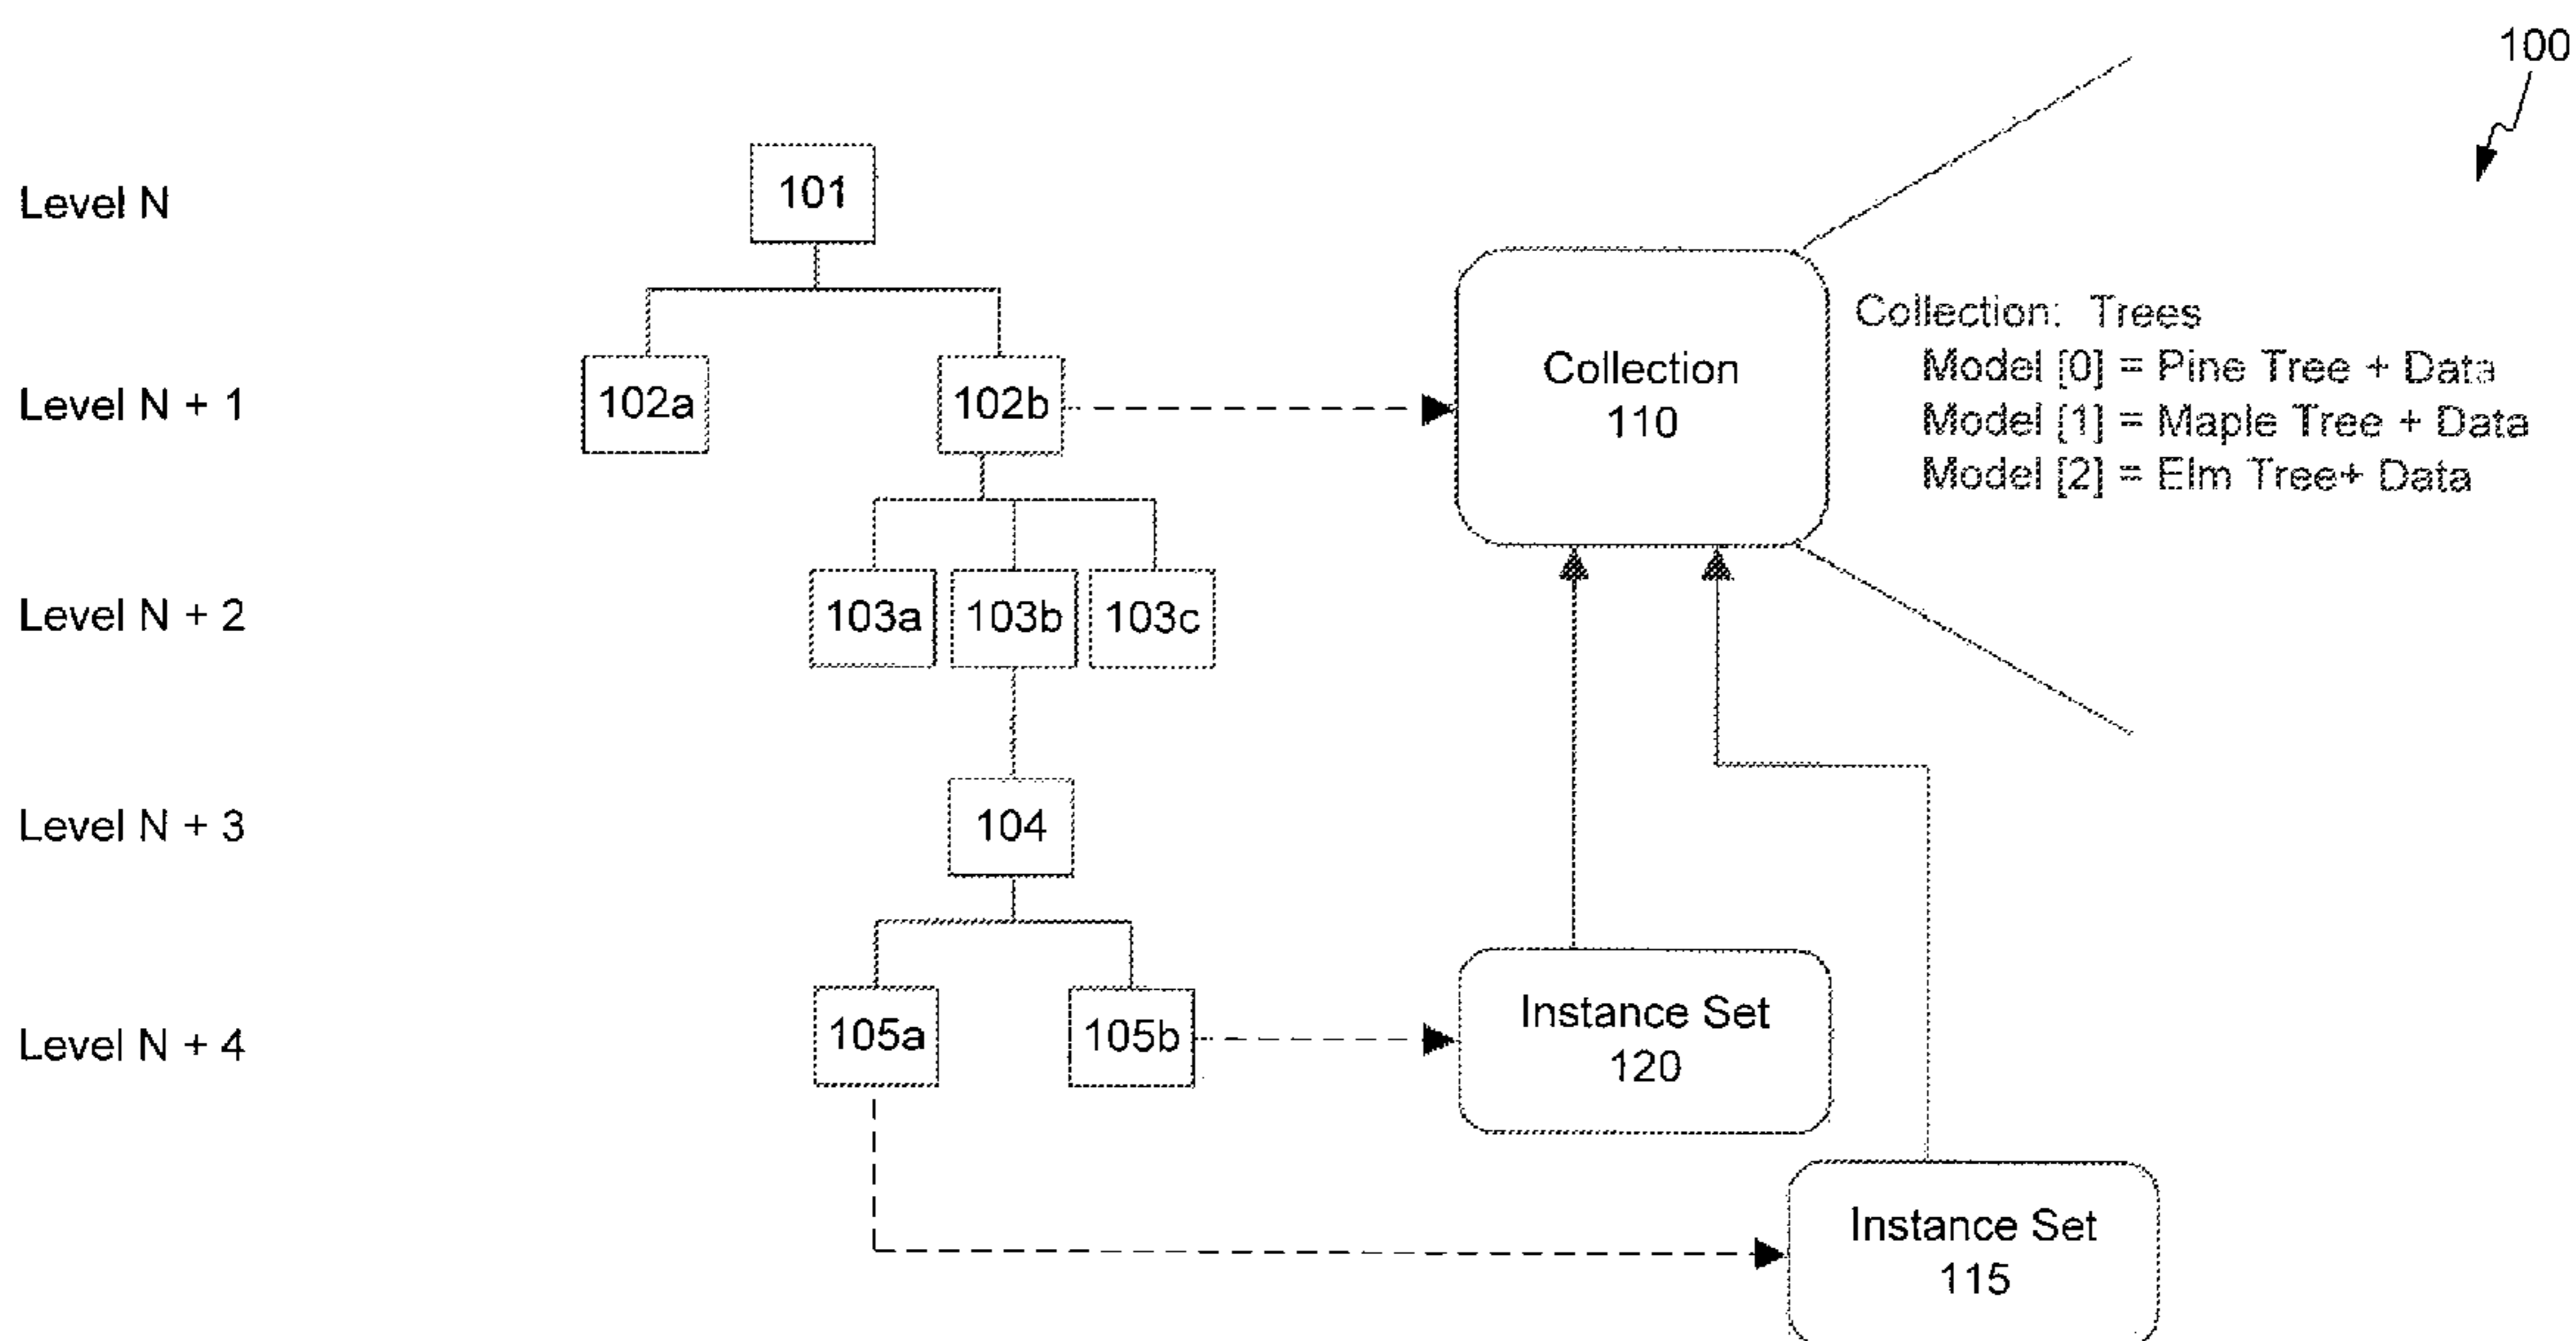 100
Level N
101
Level N + 1
102a
102b
Collection
110
Collection: Trees
Model [0] = Pine Tree + Data
Model [1] = Maple Tree + Data
Model [2] = Elm Tree+ Data
Level N + 2
103a
103b
103c
Level N + 3
104
Level N + 4
105a
105b
Instance Set
120
Instance Set
115